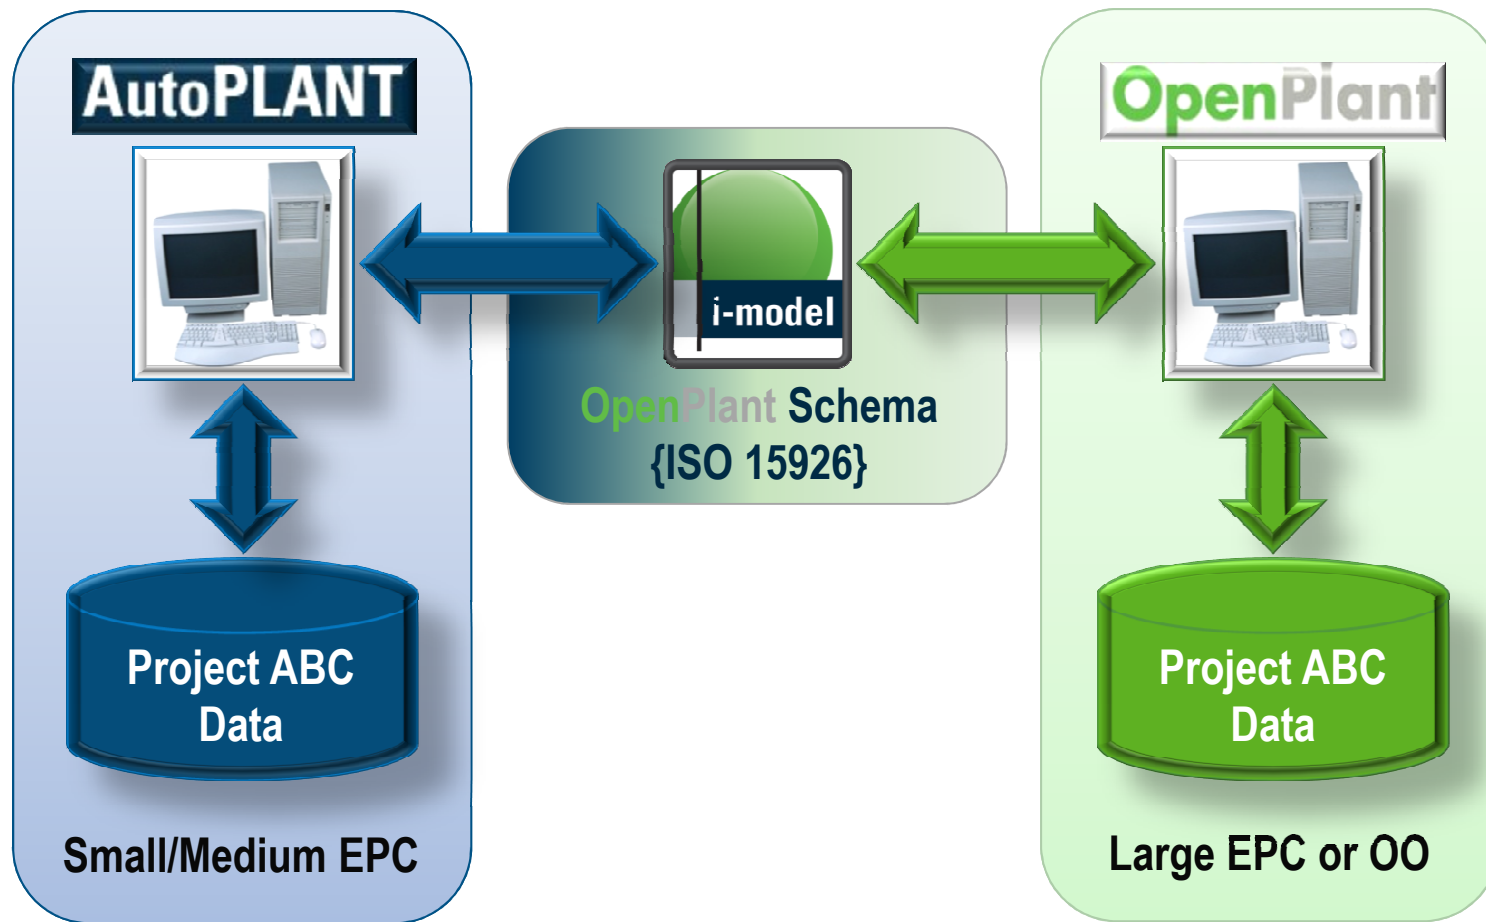 AutoPLANT
OpenPlant
i-model
OpenPlant Schema
{ISO 15926}
Project ABC
Data
Project ABC
Data
Small/Medium EPC
Large EPC or OO